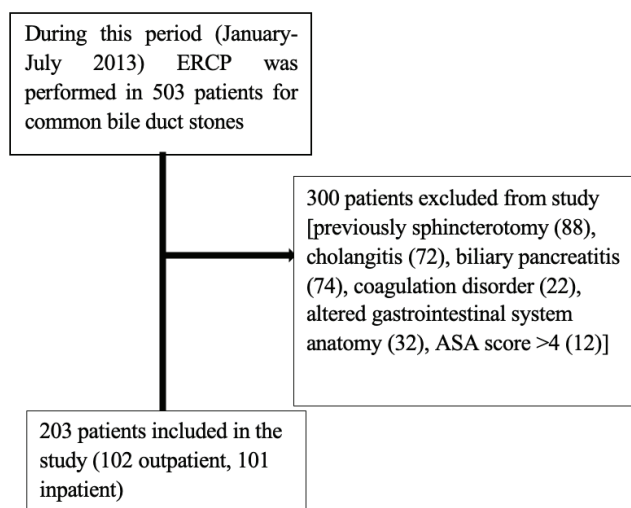 During this period (January-
July 2013) ERCP was
performed in 503 patients for
common bile duct stones
300 patients excluded from study
[previously sphincterotomy (88),
cholangitis (72), biliary pancreatitis
(74), coagulation disorder (22),
altered gastrointestinal system
anatomy (32), ASA score >4 (12)]
203 patients included in the
study (102 outpatient, 101
inpatient)